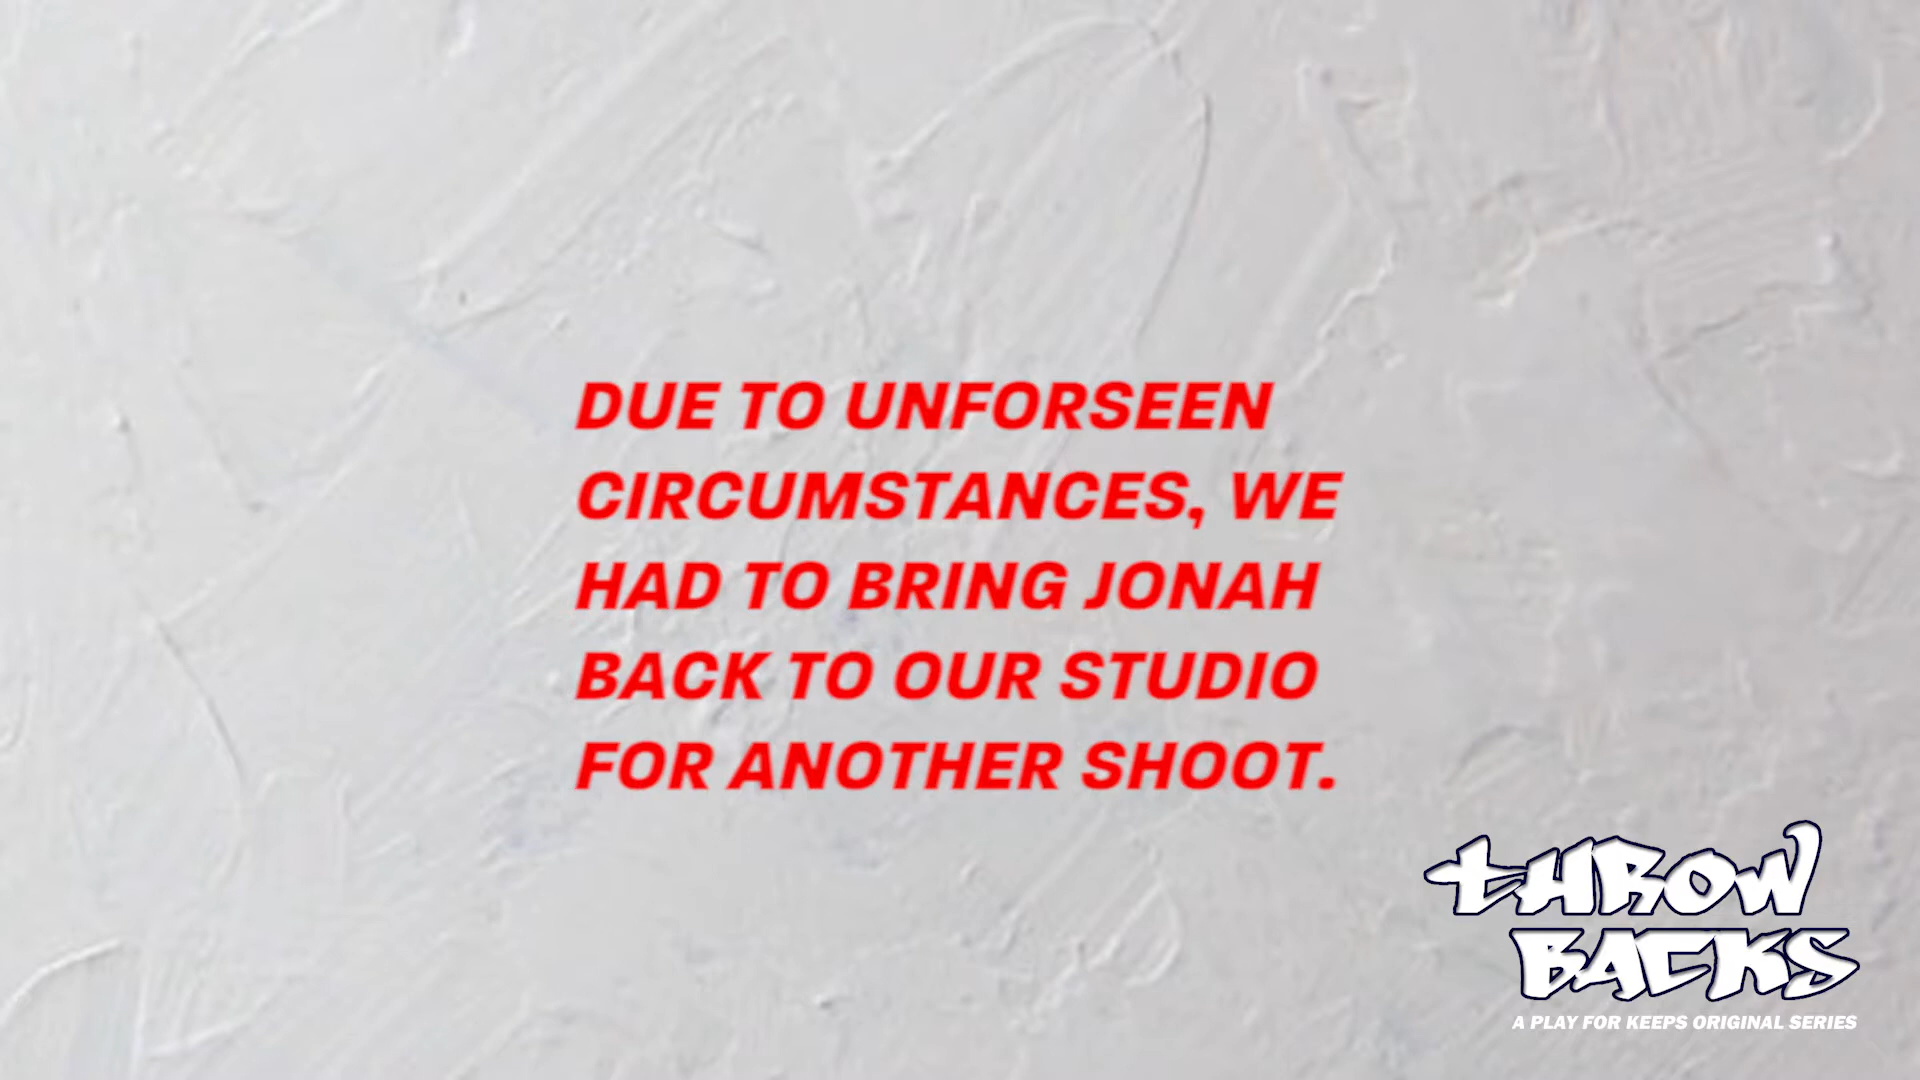 DUE TO UNFORSEEN
CIRCUMSTANCES, WE
HAD TO BRING JONAH
BACK TO OUR STUDIO
FOR ANOTHER SHOOT.
tHROW
BACKS
A PLAY FOR KEEPS ORIGINAL SERIES